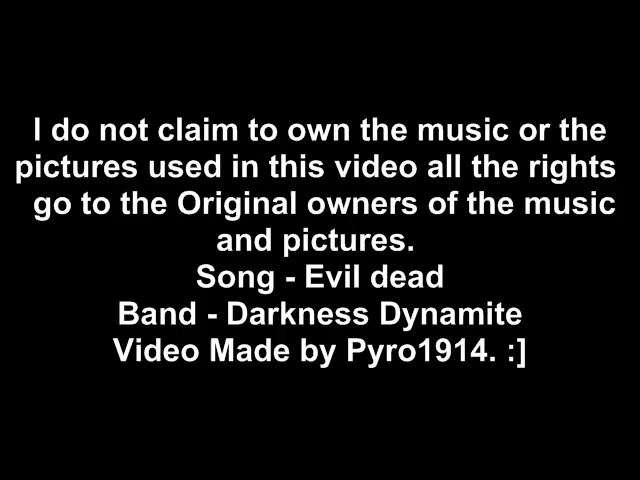 I do not claim to own the music or the
pictures used in this video all the rights
go to the Original owners of the music
and pictures.
Song - Evil dead
Band - Darkness Dynamite
Video Made by Pyro1914. :]